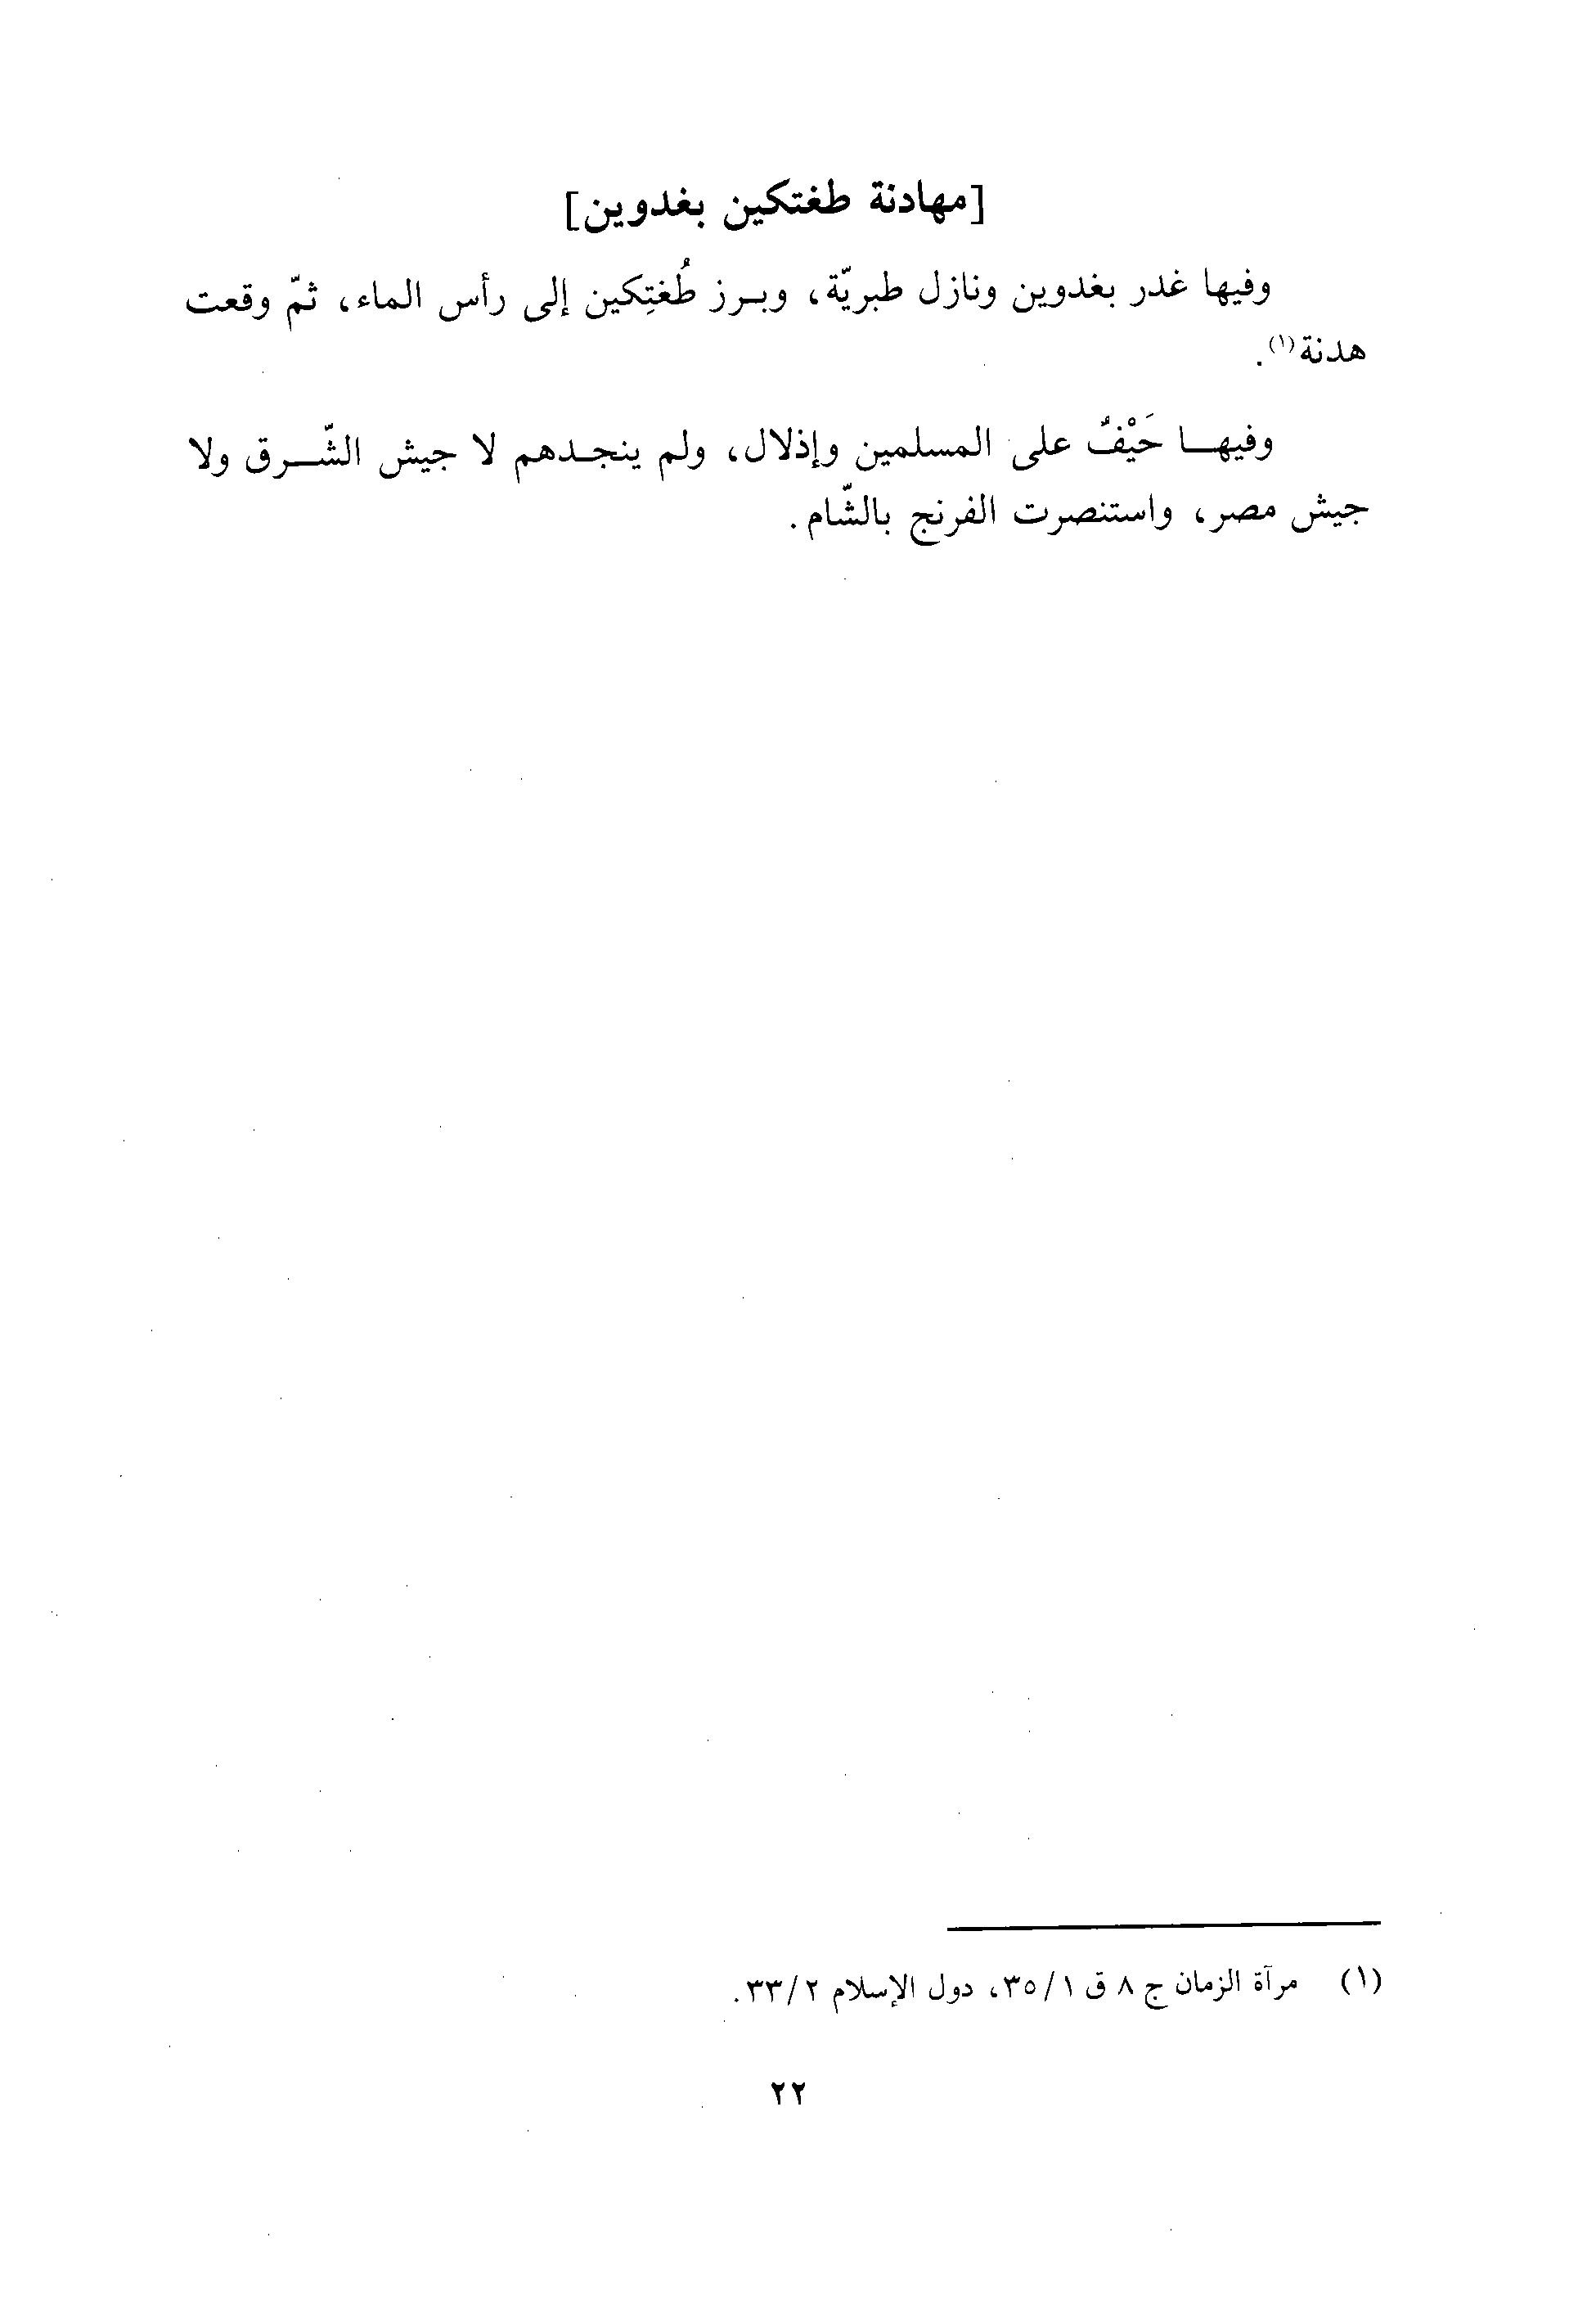 [مهادنة طغتكين بغدوين]
وفيها غدر بغدوين ونازل طبريّة، وبرز طُغتِكين إلى رأس الماء، ثمّ وقعت
هدنة(١).
وفيها حَيْفٌ على المسلمين وإذلال، ولم ينجدهم لا جيش الشّرق ولا
جيش مصر، واستنصرت الفرنج بالشّام.
(١) مرآة الزمان ج ٨ ق ٣٥/١، دول الإسلام ٣٣/٢.
٢٢